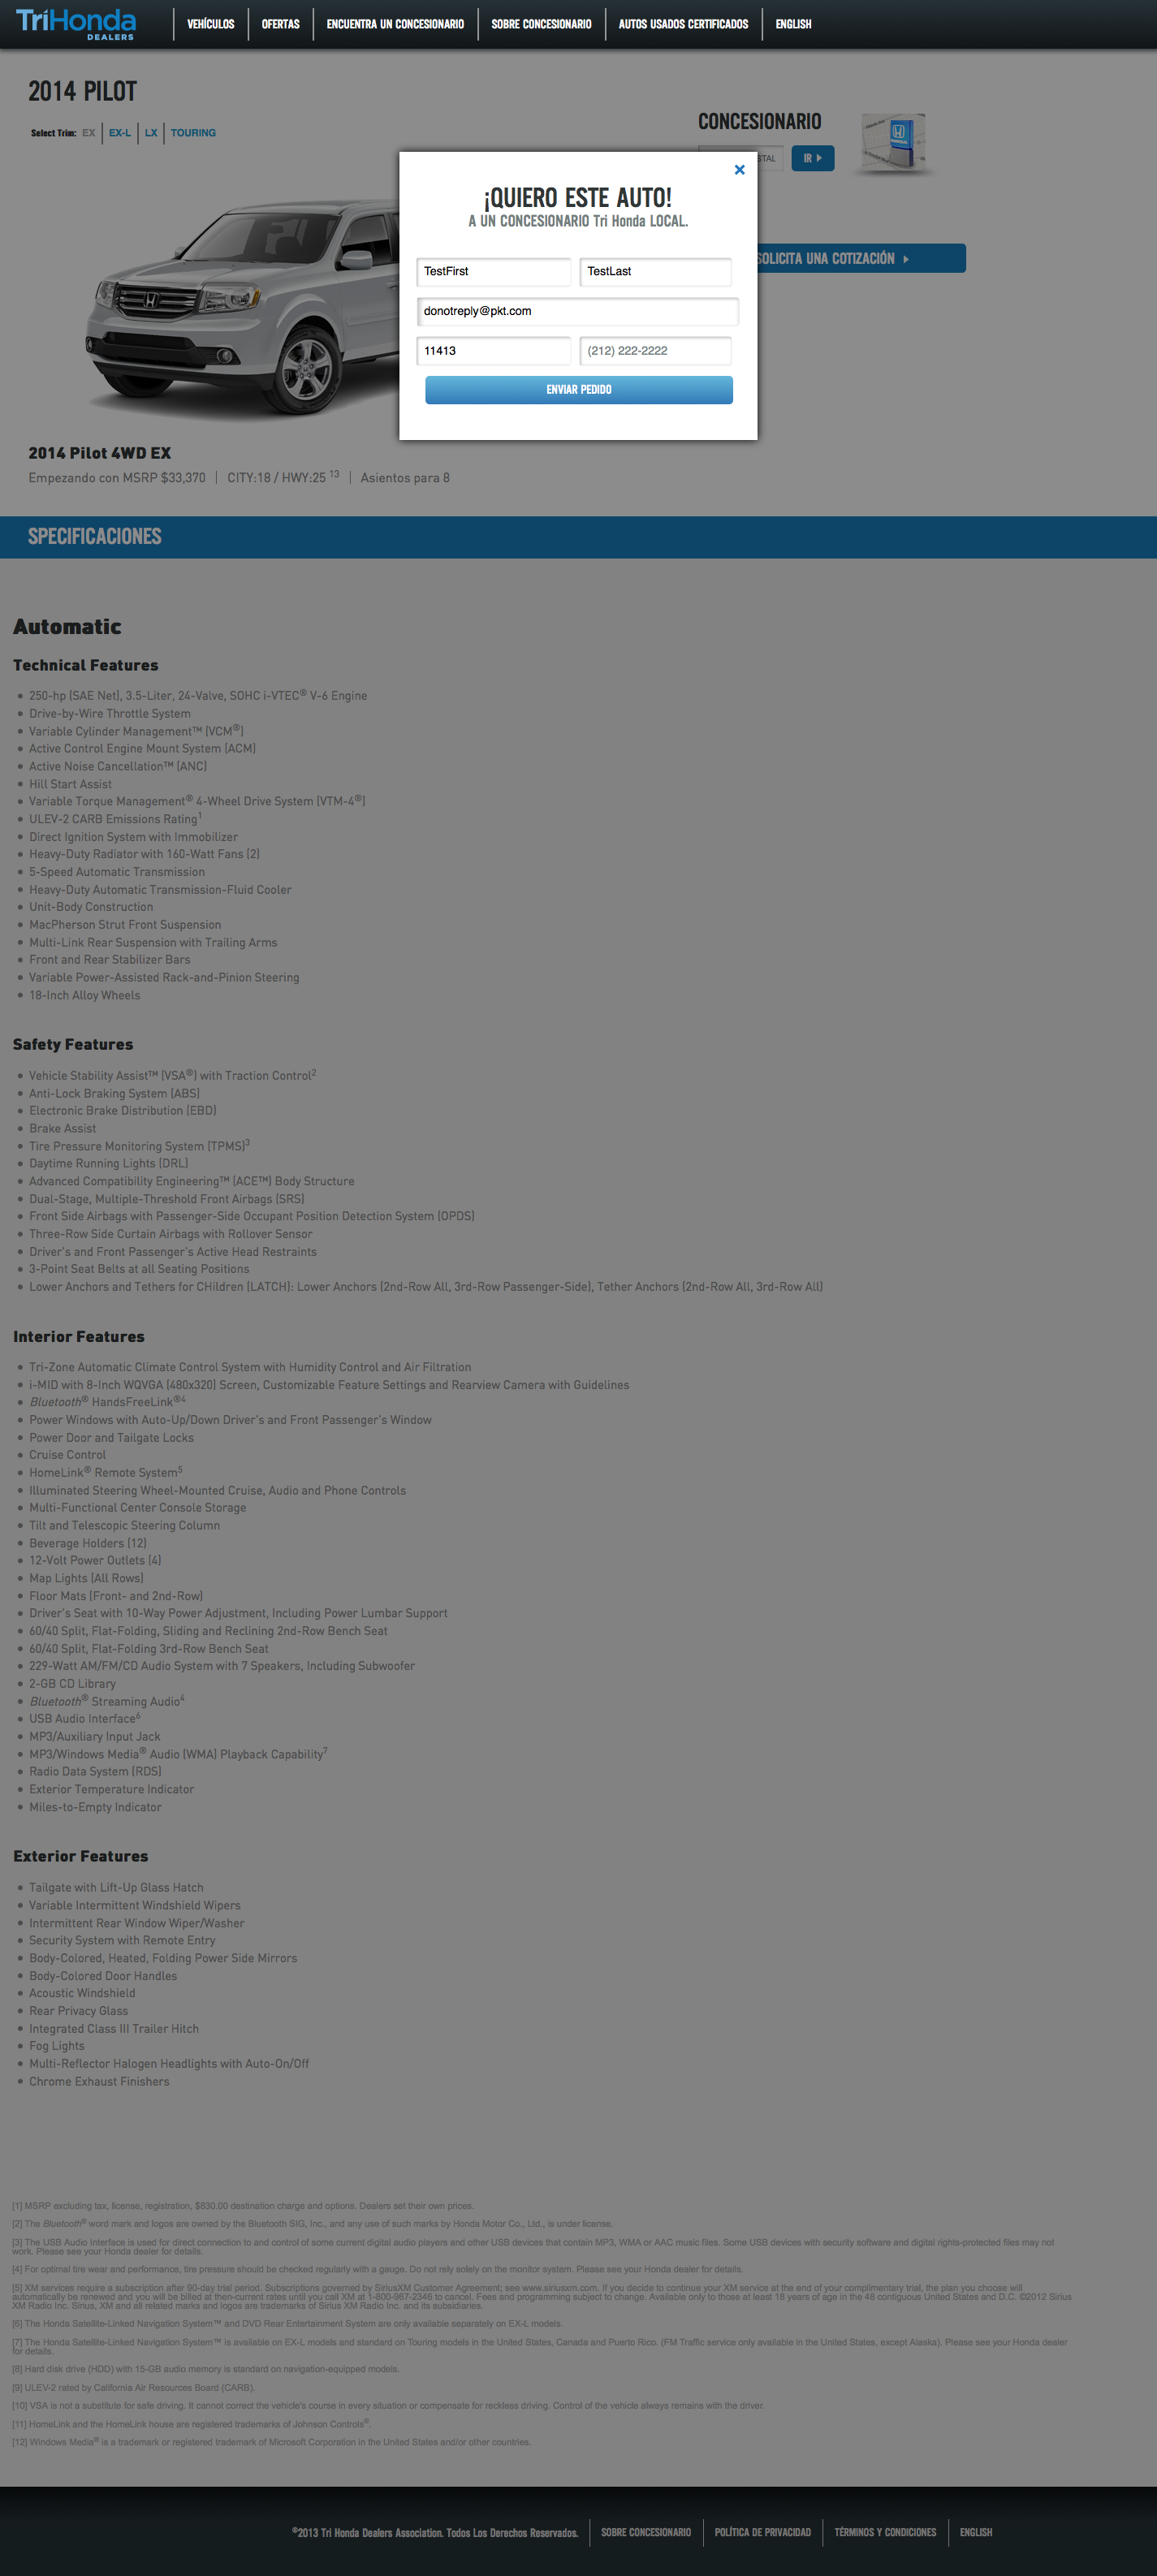 TriHonda
DEALERS
VEHÍCULOS
OFERTAS
ENCUENTRA UN CONCESIONARIO
SOBRE CONCESIONARIO
AUTOS USADOS CERTIFICADOS
ENGLISH
2014 PILOT
Select Trim: EX EX-L LX TOURING
CONCESIONARIO
IR
SOLICITA UNA COTIZACIÓN
¡QUIERO ESTE AUTO!
A UN CONCESIONARIO Tri Honda LOCAL.
TestFirst
TestLast
donotreply@pkt.com
11413
(212) 222-2222
ENVIAR PEDIDO
2014 Pilot 4WD EX
Empezando con MSRP $33,370 | CITY:18 / HWY:25 13 | Asientos para 8
SPECIFICACIONES
Automatic
Technical Features
• 250-hp (SAE Net), 3.5-Liter, 24-Valve, SOHC i-VTEC® V-6 Engine
• Drive-by-Wire Throttle System
• Variable Cylinder Management™ (VCM®)
• Active Control Engine Mount System (ACM)
• Active Noise Cancellation™ (ANC)
• Hill Start Assist
• Variable Torque Management® 4-Wheel Drive System (VTM-4®)
• ULEV-2 CARB Emissions Rating1
• Direct Ignition System with Immobilizer
• Heavy-Duty Radiator with 160-Watt Fans (2)
• 5-Speed Automatic Transmission
• Heavy-Duty Automatic Transmission-Fluid Cooler
• Unit-Body Construction
• MacPherson Strut Front Suspension
• Multi-Link Rear Suspension with Trailing Arms
• Front and Rear Stabilizer Bars
• Variable Power-Assisted Rack-and-Pinion Steering
• 18-Inch Alloy Wheels
Safety Features
• Vehicle Stability Assist™ (VSA®) with Traction Control2
• Anti-Lock Braking System (ABS)
• Electronic Brake Distribution (EBD)
• Brake Assist
• Tire Pressure Monitoring System (TPMS)3
• Daytime Running Lights (DRL)
• Advanced Compatibility Engineering™ (ACE™) Body Structure
• Dual-Stage, Multiple-Threshold Front Airbags (SRS)
• Front Side Airbags with Passenger-Side Occupant Position Detection System (OPDS)
• Three-Row Side Curtain Airbags with Rollover Sensor
• Driver's and Front Passenger's Active Head Restraints
• 3-Point Seat Belts at all Seating Positions
• Lower Anchors and Tethers for CHildren (LATCH): Lower Anchors (2nd-Row All, 3rd-Row Passenger-Side), Tether Anchors (2nd-Row All, 3rd-Row All)
Interior Features
• Tri-Zone Automatic Climate Control System with Humidity Control and Air Filtration
• i-MID with 8-Inch WQVGA (480x320) Screen, Customizable Feature Settings and Rearview Camera with Guidelines
• Bluetooth® HandsFreeLink®4
• Power Windows with Auto-Up/Down Driver's and Front Passenger's Window
• Power Door and Tailgate Locks
• Cruise Control
• HomeLink® Remote System5
• Illuminated Steering Wheel-Mounted Cruise, Audio and Phone Controls
• Multi-Functional Center Console Storage
• Tilt and Telescopic Steering Column
• Beverage Holders (12)
• 12-Volt Power Outlets (4)
• Map Lights (All Rows)
• Floor Mats (Front- and 2nd-Row)
• Driver's Seat with 10-Way Power Adjustment, Including Power Lumbar Support
• 60/40 Split, Flat-Folding, Sliding and Reclining 2nd-Row Bench Seat
• 60/40 Split, Flat-Folding 3rd-Row Bench Seat
• 229-Watt AM/FM/CD Audio System with 7 Speakers, Including Subwoofer
• 2-GB CD Library
• Bluetooth® Streaming Audio4
• USB Audio Interface6
• MP3/Auxiliary Input Jack
• MP3/Windows Media® Audio (WMA) Playback Capability7
• Radio Data System (RDS)
• Exterior Temperature Indicator
• Miles-to-Empty Indicator
Exterior Features
• Tailgate with Lift-Up Glass Hatch
• Variable Intermittent Windshield Wipers
• Intermittent Rear Window Wiper/Washer
• Security System with Remote Entry
• Body-Colored, Heated, Folding Power Side Mirrors
• Body-Colored Door Handles
• Acoustic Windshield
• Rear Privacy Glass
• Integrated Class III Trailer Hitch
• Fog Lights
• Multi-Reflector Halogen Headlights with Auto-On/Off
• Chrome Exhaust Finishers
[1] MSRP excluding tax, license, registration, $830.00 destination charge and options. Dealers set their own prices.
[2] The Bluetooth® word mark and logos are owned by the Bluetooth SIG, Inc., and any use of such marks by Honda Motor Co., Ltd., is under license.
[3] The USB Audio Interface is used for direct connection to and control of some current digital audio players and other USB devices that contain MP3, WMA or AAC music files. Some USB devices with security software and digital rights-protected files may not
work. Please see your Honda dealer for details.
[4] For optimal tire wear and performance, tire pressure should be checked regularly with a gauge. Do not rely solely on the monitor system. Please see your Honda dealer for details.
[5] XM services require a subscription after 90-day trial period. Subscriptions governed by SiriusXM Customer Agreement; see www.siriusxm.com. If you decide to continue your XM service at the end of your complimentary trial, the plan you choose will
automatically be renewed and you will be billed at then-current rates until you call XM at 1-800-967-2346 to cancel. Fees and programming subject to change. Available only to those at least 18 years of age in the 48 contiguous United States and D.C. ©2012 Sirius
XM Radio Inc. Sirius, XM and all related marks and logos are trademarks of Sirius XM Radio Inc. and its subsidiaries.
[6] The Honda Satellite-Linked Navigation System™ and DVD Rear Entertainment System are only available separately on EX-L models.
[7] The Honda Satellite-Linked Navigation System™ is available on EX-L models and standard on Touring models in the United States, Canada and Puerto Rico. (FM Traffic service only available in the United States, except Alaska). Please see your Honda dealer
for details.
[8] Hard disk drive (HDD) with 15-GB audio memory is standard on navigation-equipped models.
[9] ULEV-2 rated by California Air Resources Board (CARB).
[10] VSA is not a substitute for safe driving. It cannot correct the vehicle's course in every situation or compensate for reckless driving. Control of the vehicle always remains with the driver.
[11] HomeLink and the HomeLink house are registered trademarks of Johnson Controls®.
[12] Windows Media® is a trademark or registered trademark of Microsoft Corporation in the United States and/or other countries.
©2013 Tri Honda Dealers Association. Todos Los Derechos Reservados.
SOBRE CONCESIONARIO
POLÍTICA DE PRIVACIDAD
TÉRMINOS Y CONDICIONES
ENGLISH